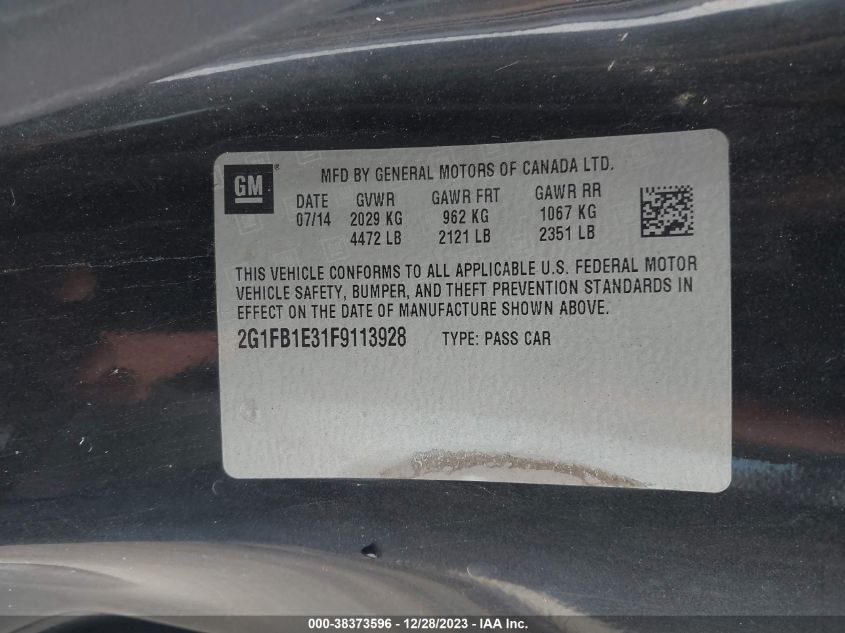 GM ®
MFD BY GENERAL MOTORS OF CANADA LTD.
DATE GVWR GAWR FRT GAWR RR
07/14 2029 KG 962 KG 1067 KG
4472 LB 2121 LB 2351 LB
THIS VEHICLE CONFORMS TO ALL APPLICABLE U.S. FEDERAL MOTOR
VEHICLE SAFETY, BUMPER, AND THEFT PREVENTION STANDARDS IN
EFFECT ON THE DATE OF MANUFACTURE SHOWN ABOVE.
2G1FB1E31F9113928 TYPE: PASS CAR
000-38373596 - 12/28/2023 - IAA Inc.